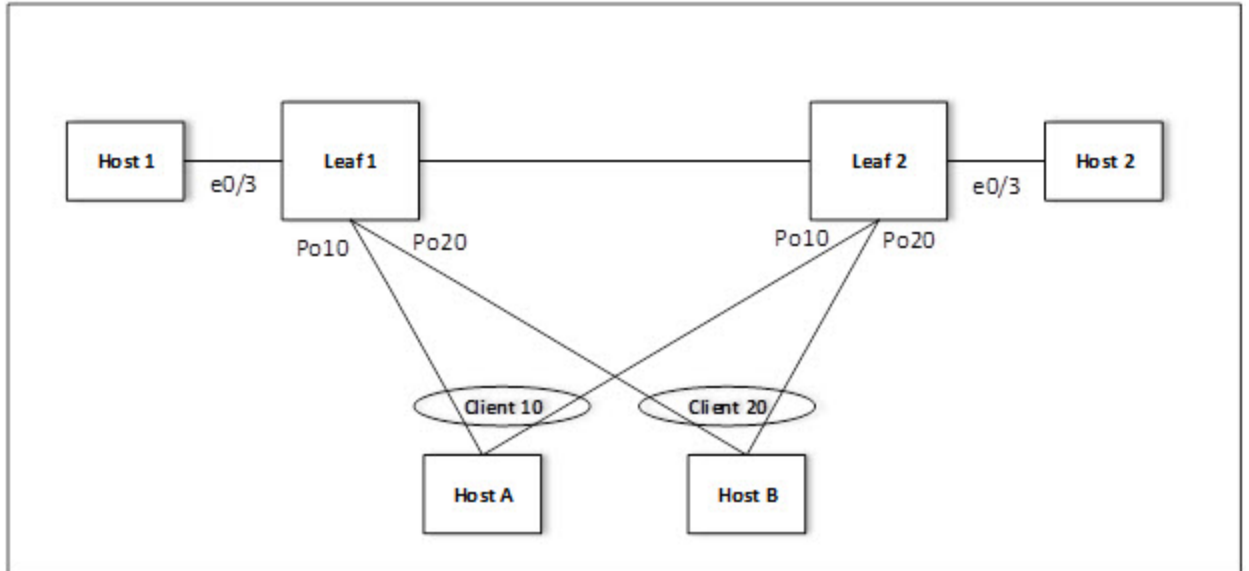 Host 1
e0/3
Leaf 1
Leaf 2
e0/3
Host 2
Po10
Po20
Po10
Po20
Client 10
Client 20
Host A
Host B